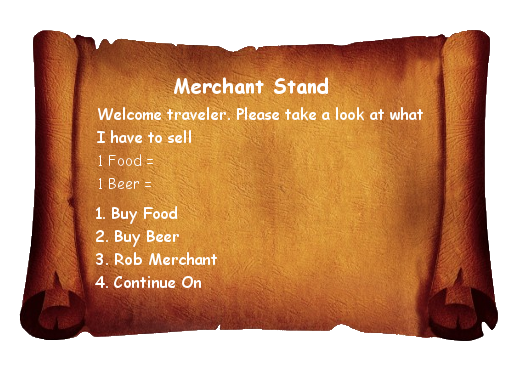 Merchant Stand
Welcome traveler. Please take a look at what
I have to sell
1 Food =
1 Beer =
1. Buy Food
2. Buy Beer
3. Rob Merchant
4. Continue On